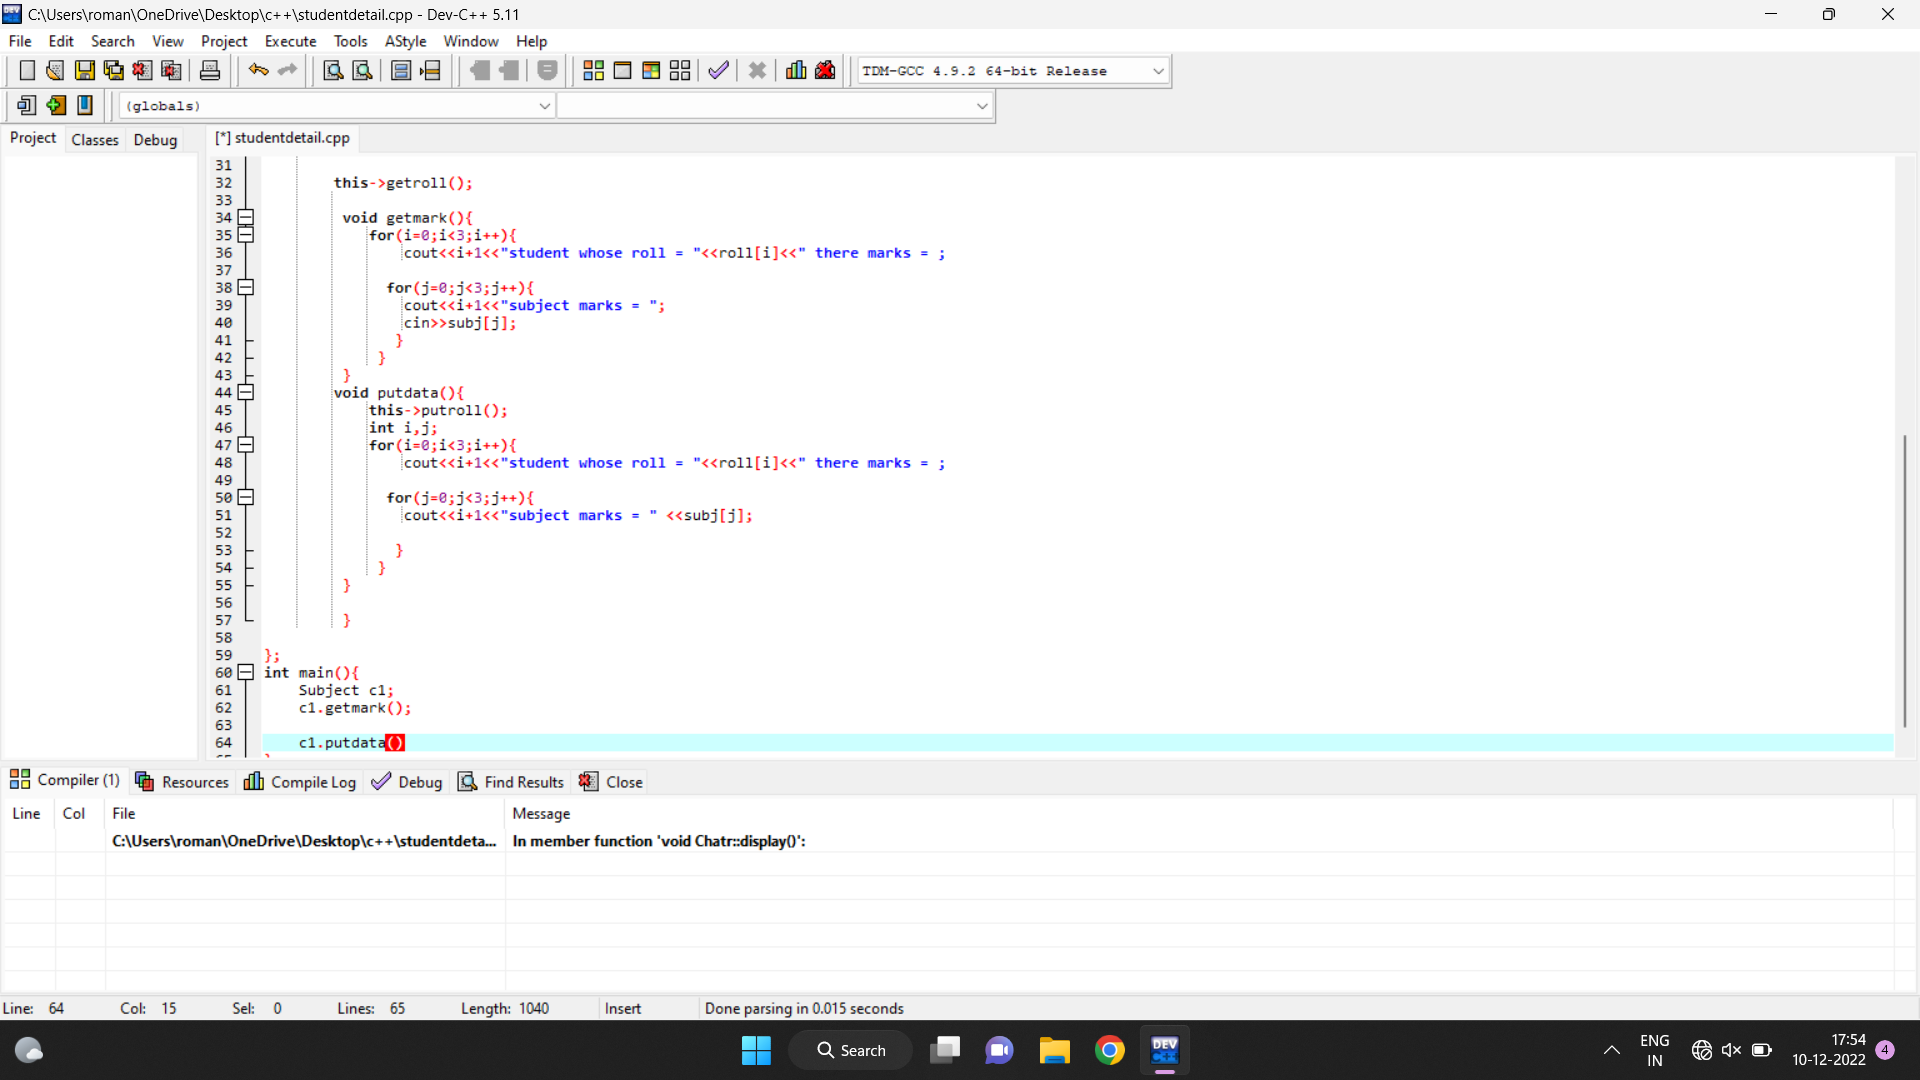 C:\Users\roman\OneDrive\Desktop\c++\studentdetail.cpp - Dev-C++ 5.11
File Edit Search View Project Execute Tools AStyle Window Help
TDM-GCC 4.9.2 64-bit Release
(globals)
Project Classes Debug [*] studentdetail.cpp
31
32 this->getroll();
33
34 void getmark(){
35 for(i=0;i<3;i++){
36 cout<<i+1<<"student whose roll = "<<roll[i]<<" there marks = ;
37
38 for(j=0;j<3;j++){
39 cout<<i+1<<"subject marks = ";
40 cin>>subj[j];
41 }
42 }
43 }
44 void putdata(){
45 this->putroll();
46 int i,j;
47 for(i=0;i<3;i++){
48 cout<<i+1<<"student whose roll = "<<roll[i]<<" there marks = ;
49
50 for(j=0;j<3;j++){
51 cout<<i+1<<"subject marks = " <<subj[j];
52
53 }
54 }
55 }
56
57 }
58
59 };
60 int main(){
61 Subject c1;
62 c1.getmark();
63
64 c1.putdata()
Compiler (1) Resources Compile Log Debug Find Results Close
Line Col File Message
C:\Users\roman\OneDrive\Desktop\c++\studentdeta... In member function 'void Chatr::display()':
Line: 64 Col: 15 Sel: 0 Lines: 65 Length: 1040 Insert Done parsing in 0.015 seconds
Search
DEV C++
ENG IN
17:54
10-12-2022
4